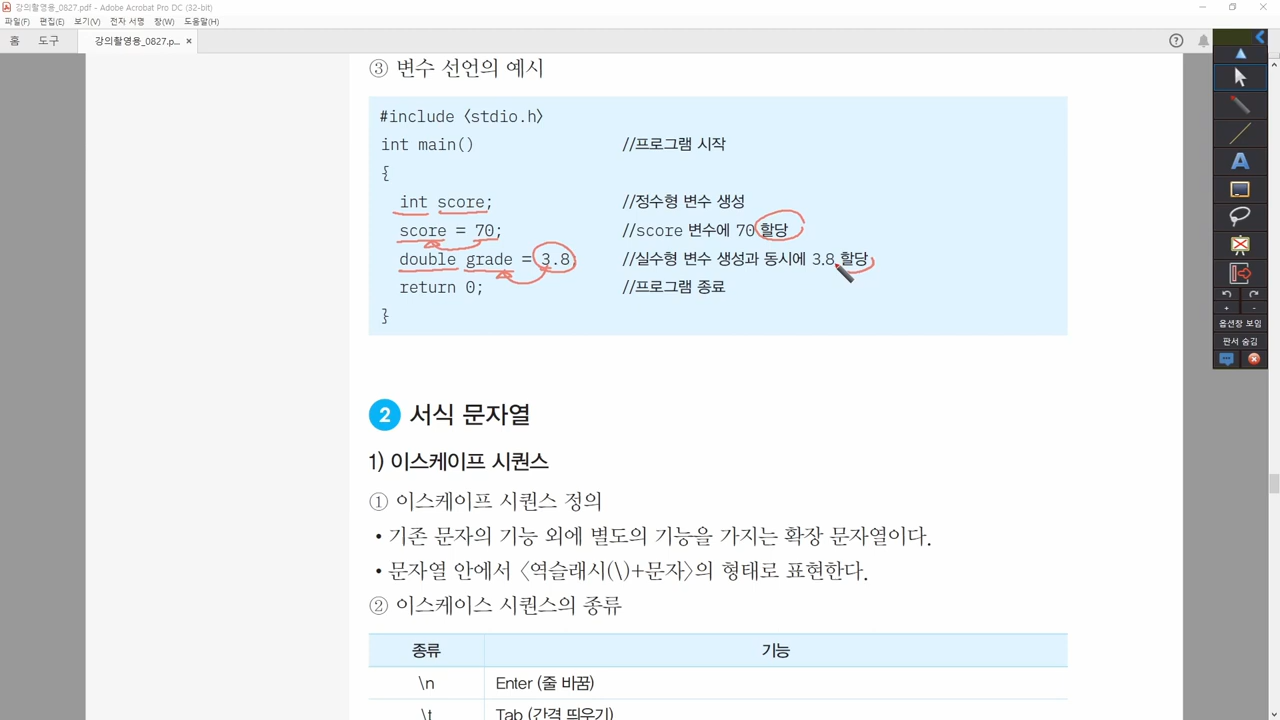 강의촬영용_0827.pdf - Adobe Acrobat Pro DC (32-bit)
파일(F) 편집(E) 보기(V) 전자 서명 창(W) 도움말(H)
홈 도구 강의촬영용_0827.p... ×
③ 변수 선언의 예시
#include 〈stdio.h〉
int main() //프로그램 시작
{
int score; //정수형 변수 생성
score = 70; //score 변수에 70 할당
double grade = 3.8 //실수형 변수 생성과 동시에 3.8 할당
return 0; //프로그램 종료
}
옵션창 보임
판서 숨김
2 서식 문자열
1) 이스케이프 시퀀스
① 이스케이프 시퀀스 정의
• 기존 문자의 기능 외에 별도의 기능을 가지는 확장 문자열이다.
• 문자열 안에서 〈역슬래시(\)+문자〉의 형태로 표현한다.
② 이스케이스 시퀀스의 종류
종류 기능
\n Enter (줄 바꿈)
\t Tab (간격 띄우기)